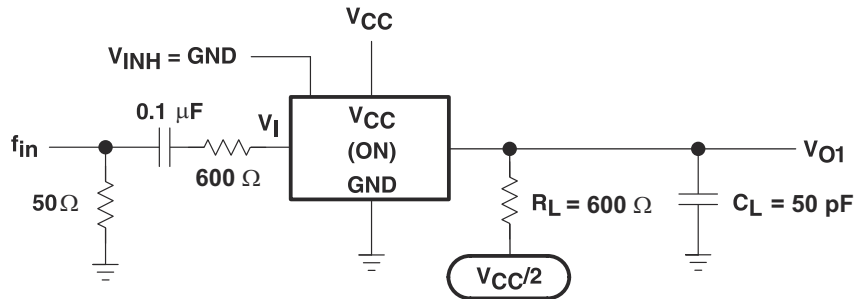 VCC
VINH = GND
0.1 μF
fin
VI
VCC
(ON)
GND
VO1
600 Ω
50Ω
RL = 600 Ω
CL = 50 pF
VCC/2